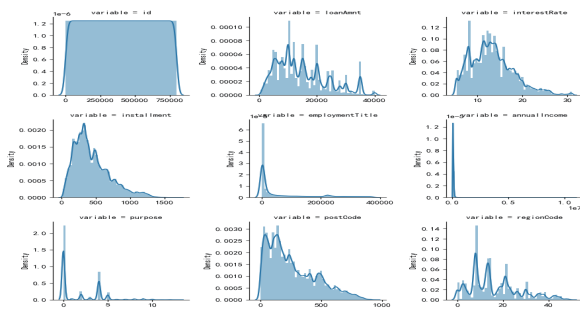 variable = id
variable = loanAmnt
variable = interestRate
1e-6
Density
1.2
1.0
0.8
0.6
0.4
0.2
0.0
0 250000 500000 750000
Density
0.00010
0.00008
0.00006
0.00004
0.00002
0.00000
0 20000 40000
Density
0.12
0.10
0.08
0.06
0.04
0.02
0.00
10 20 30
variable = installment
variable = employmentTitle
variable = annualIncome
Density
0.0020
0.0015
0.0010
0.0005
0.0000
0 500 1000 1500
Density
6
5
4
3
2
1
0
0 200000 400000
Density
1.2
1.0
0.8
0.6
0.4
0.2
0.0
0.0 0.5 1.0
1e7
variable = purpose
variable = postCode
variable = regionCode
Density
2.0
1.5
1.0
0.5
0.0
0 5 10
Density
0.0030
0.0025
0.0020
0.0015
0.0010
0.0005
0.0000
0 500 1000
Density
0.14
0.12
0.10
0.08
0.06
0.04
0.02
0.00
0 20 40